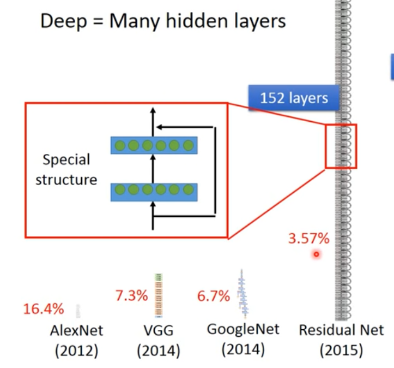 Deep = Many hidden layers
152 layers
Special
structure
3.57%
7.3%
6.7%
16.4%
AlexNet
(2012)
VGG
(2014)
GoogleNet
(2014)
Residual Net
(2015)